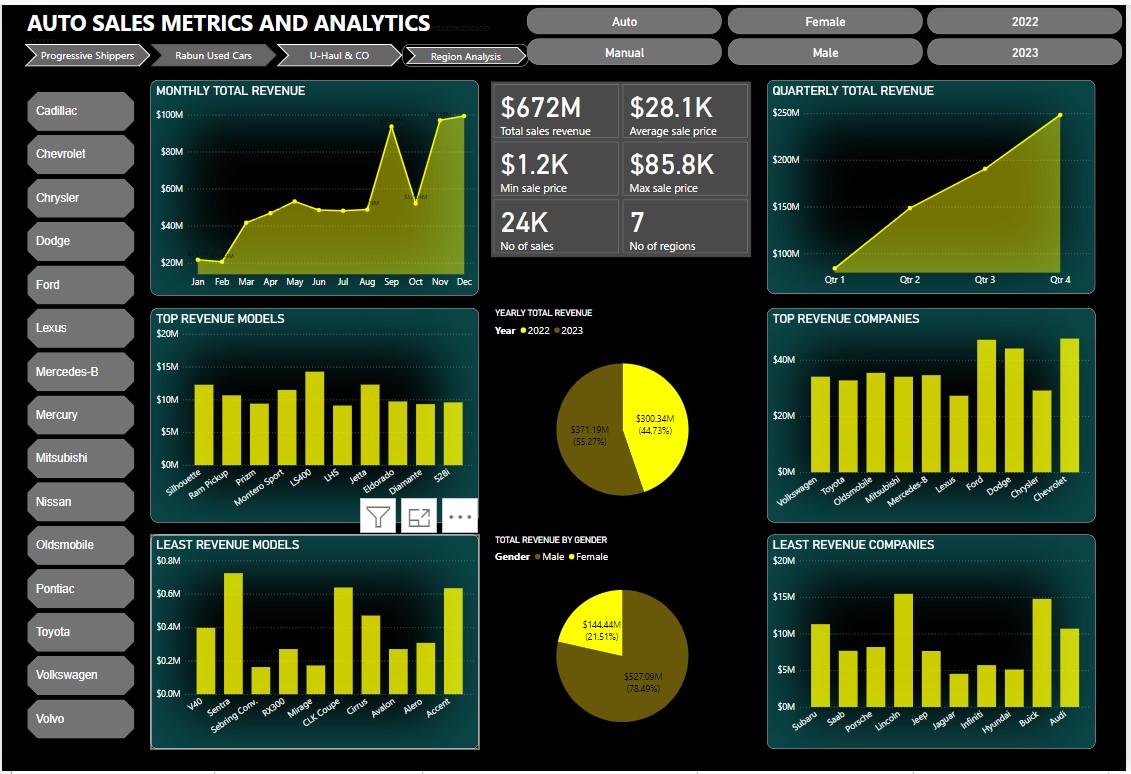 AUTO SALES METRICS AND ANALYTICS
Auto
Female
2022
Progressive Shippers
Rabun Used Cars
U-Haul & CO
Region Analysis
Manual
Male
2023
Cadillac
Chevrolet
Chrysler
Dodge
Ford
Lexus
Mercedes-B
Mercury
Mitsubishi
Nissan
Oldsmobile
Pontiac
Toyota
Volkswagen
Volvo
MONTHLY TOTAL REVENUE
$100M
$80M
$60M
$40M
$20M
Jan Feb Mar Apr May Jun Jul Aug Sep Oct Nov Dec
$672M
Total sales revenue
$28.1K
Average sale price
$1.2K
Min sale price
$85.8K
Max sale price
24K
No of sales
7
No of regions
QUARTERLY TOTAL REVENUE
$250M
$200M
$150M
$100M
Qtr 1 Qtr 2 Qtr 3 Qtr 4
TOP REVENUE MODELS
$20M
$15M
$10M
$5M
$0M
Silhouette Ram Pickup Prizm Montero Sport LS400 LHS Jetta Eldorado Diamante 528i
YEARLY TOTAL REVENUE
Year 2022 2023
$371.19M
(55.27%)
$300.34M
(44.73%)
TOP REVENUE COMPANIES
$40M
$20M
$0M
Volkswagen Toyota Oldsmobile Mitsubishi Mercedes-B Lexus Ford Dodge Chrysler Chevrolet
LEAST REVENUE MODELS
$0.8M
$0.6M
$0.4M
$0.2M
$0.0M
V40 Sentra Sebring Conv. RX300 Mirage CLK Coupe Cirrus Avalon Alero Accent
TOTAL REVENUE BY GENDER
Gender Male Female
$144.44M
(21.51%)
$527.09M
(78.49%)
LEAST REVENUE COMPANIES
$20M
$15M
$10M
$5M
$0M
Subaru Saab Porsche Lincoln Jeep Jaguar Infiniti Hyundai Buick Audi